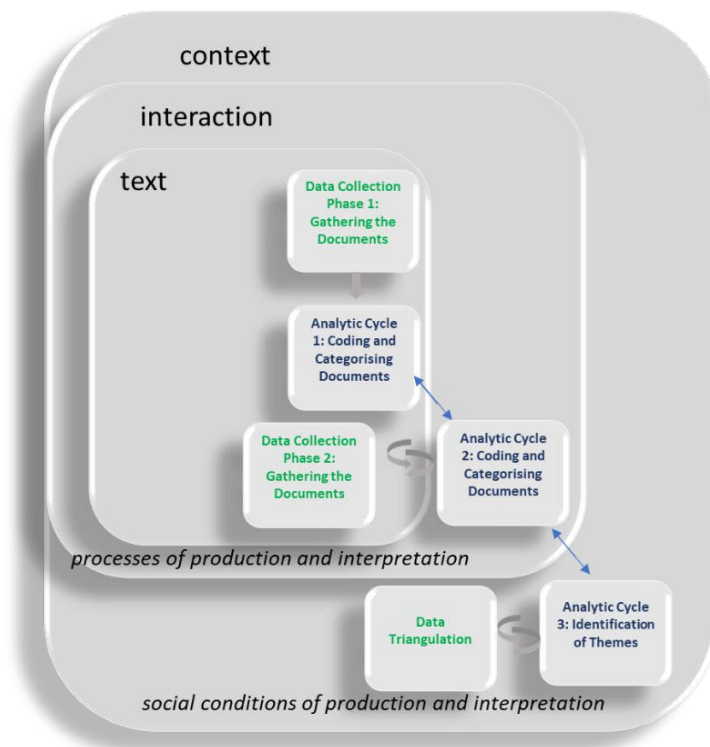 context
interaction
text
Data Collection
Phase 1:
Gathering the
Documents
Analytic Cycle
1: Coding and
Categorising
Documents
Data Collection
Phase 2:
Gathering the
Documents
Analytic Cycle
2: Coding and
Categorising
Documents
processes of production and interpretation
Data
Triangulation
Analytic Cycle
3: Identification
of Themes
social conditions of production and interpretation